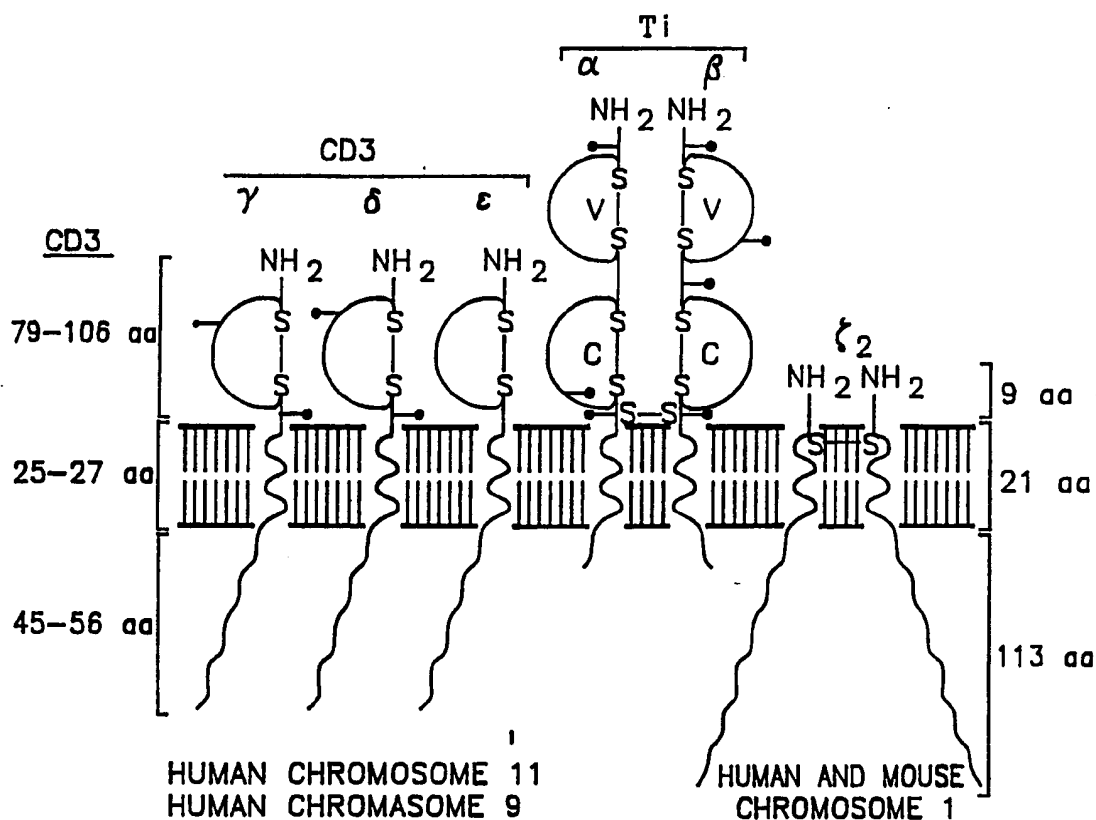 Ti
α β
NH2 NH2
CD3
γ δ ε
CD3
NH2 NH2 NH2
S S
V V
S S
79-106 aa
S S S S S
C C
S S S S S
S S
ζ2
NH2 NH2
9 aa
S S
25-27 aa
21 aa
45-56 aa
113 aa
HUMAN CHROMOSOME 11
HUMAN CHROMASOME 9
HUMAN AND MOUSE
CHROMOSOME 1